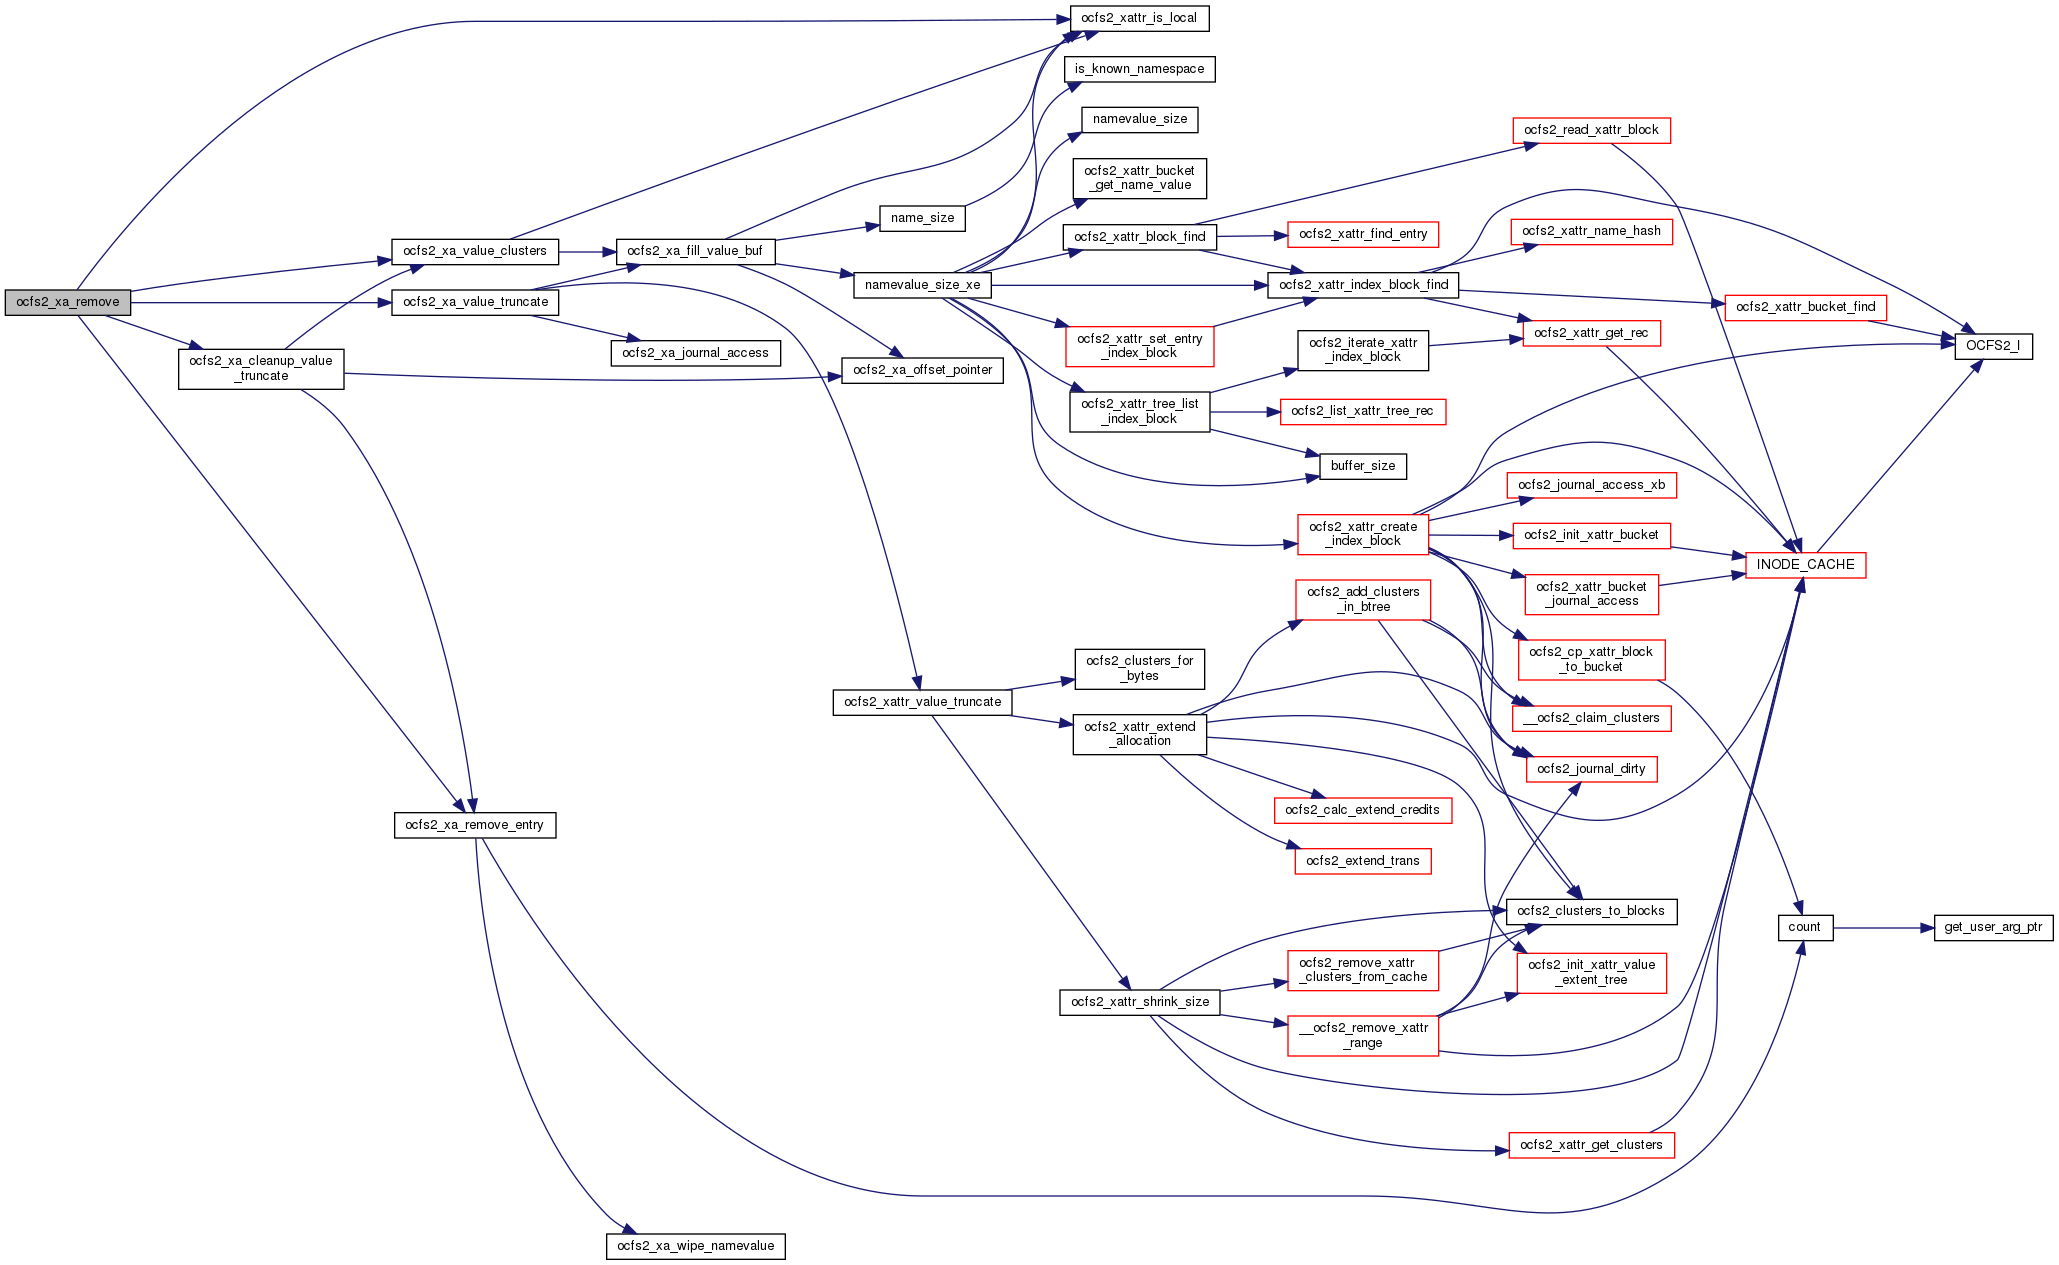 ocfs2_xa_remove
ocfs2_xa_cleanup_value
_truncate
ocfs2_xa_value_clusters
ocfs2_xa_value_truncate
ocfs2_xa_remove_entry
ocfs2_xa_fill_value_buf
ocfs2_xa_journal_access
ocfs2_xa_wipe_namevalue
name_size
namevalue_size_xe
ocfs2_xa_offset_pointer
ocfs2_xattr_value_truncate
ocfs2_xattr_is_local
is_known_namespace
namevalue_size
ocfs2_xattr_bucket
_get_name_value
ocfs2_xattr_block_find
ocfs2_xattr_set_entry
_index_block
ocfs2_xattr_tree_list
_index_block
ocfs2_clusters_for
_bytes
ocfs2_xattr_extend
_allocation
ocfs2_xattr_shrink_size
ocfs2_xattr_find_entry
ocfs2_xattr_index_block_find
ocfs2_iterate_xattr
_index_block
ocfs2_list_xattr_tree_rec
buffer_size
ocfs2_xattr_create
_index_block
ocfs2_add_clusters
_in_btree
ocfs2_calc_extend_credits
ocfs2_extend_trans
ocfs2_remove_xattr
_clusters_from_cache
__ocfs2_remove_xattr
_range
ocfs2_read_xattr_block
ocfs2_xattr_name_hash
ocfs2_xattr_get_rec
ocfs2_journal_access_xb
ocfs2_init_xattr_bucket
ocfs2_xattr_bucket
_journal_access
ocfs2_cp_xattr_block
_to_bucket
__ocfs2_claim_clusters
ocfs2_journal_dirty
ocfs2_clusters_to_blocks
ocfs2_init_xattr_value
_extent_tree
ocfs2_xattr_get_clusters
ocfs2_xattr_bucket_find
INODE_CACHE
count
OCFS2_I
get_user_arg_ptr